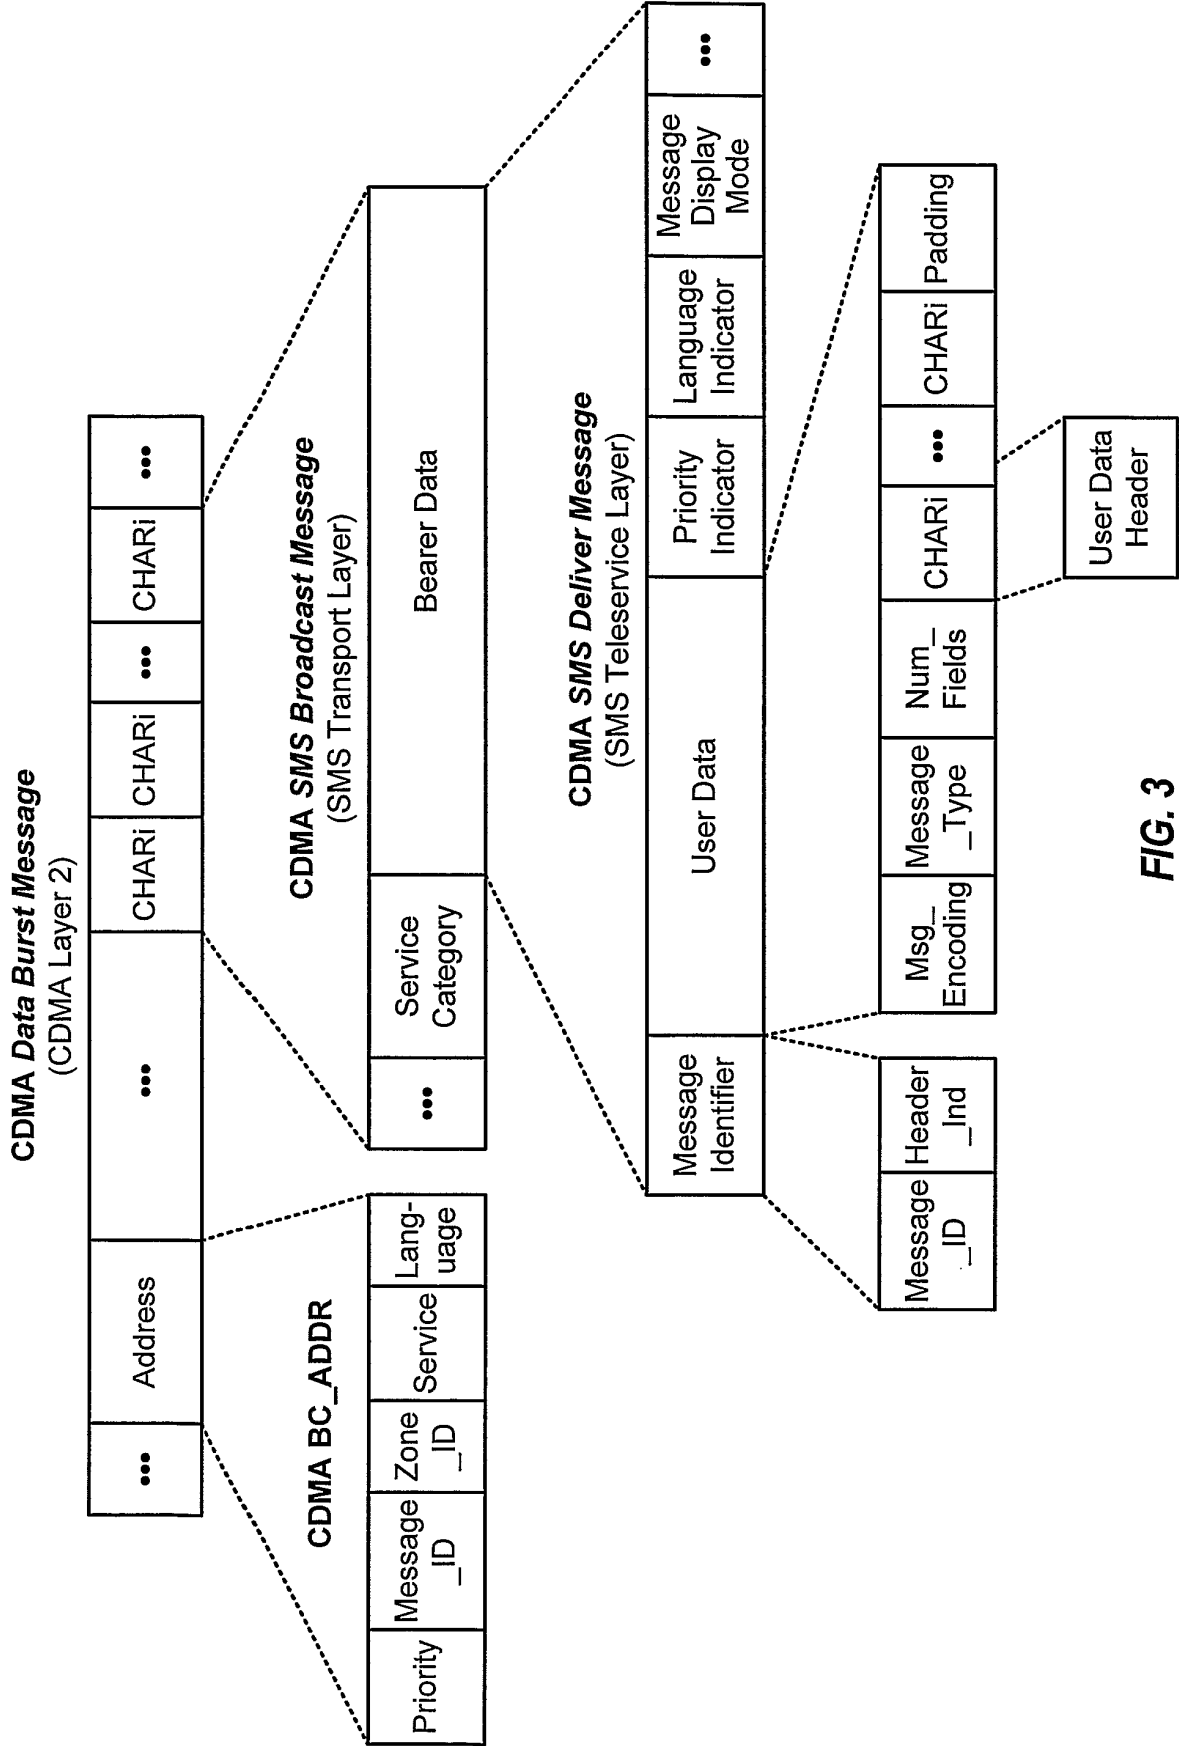 CDMA Data Burst Message
(CDMA Layer 2)
•••
Address
•••
CHARi
CHARi
•••
CHARi
•••
CDMA BC_ADDR
Priority
Message
_ID
Zone
_ID
Service
Lang-
uage
CDMA SMS Broadcast Message
(SMS Transport Layer)
•••
Service
Category
Bearer Data
CDMA SMS Deliver Message
(SMS Teleservice Layer)
Message
Identifier
User Data
Priority
Indicator
Language
Indicator
Message
Display
Mode
•••
Message
_ID
Header
_Ind
Msg_
Encoding
Message
_Type
Num_
Fields
CHARi
•••
CHARi
Padding
User Data
Header
FIG. 3